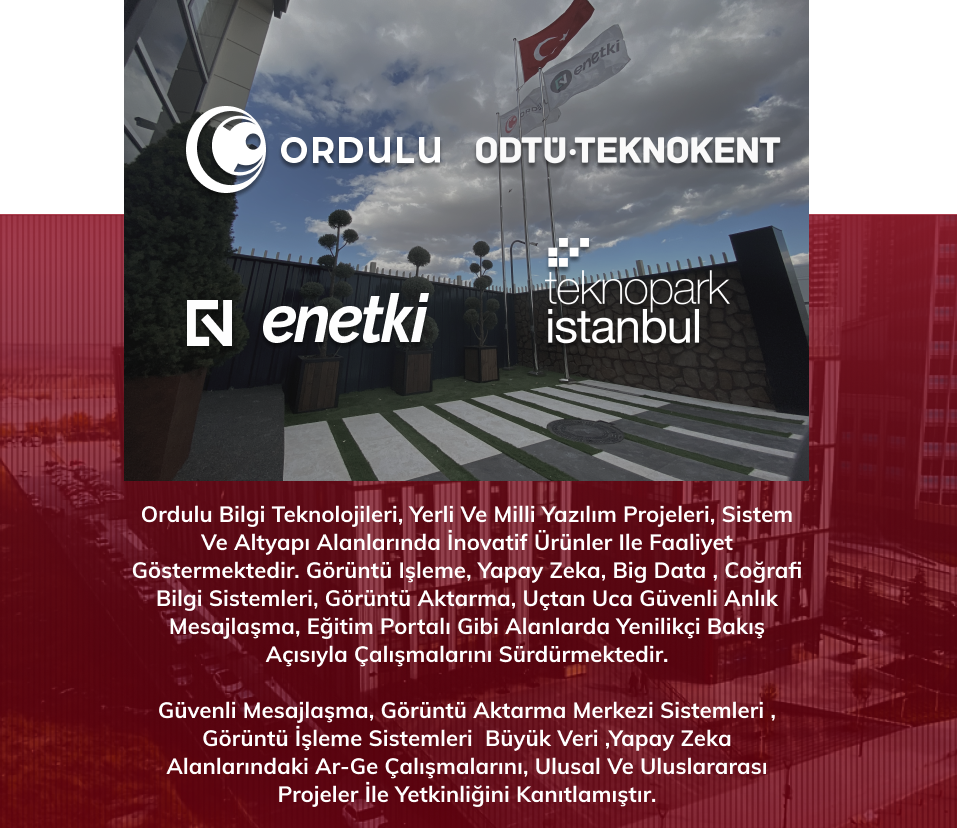 enetki
ORDULU
ODTÜ·TEKNOKENT
enetki
teknopark
istanbul
Ordulu Bilgi Teknolojileri, Yerli Ve Milli Yazılım Projeleri, Sistem
Ve Altyapı Alanlarında İnovatif Ürünler Ile Faaliyet
Göstermektedir. Görüntü Işleme, Yapay Zeka, Big Data , Coğrafi
Bilgi Sistemleri, Görüntü Aktarma, Uçtan Uca Güvenli Anlık
Mesajlaşma, Eğitim Portalı Gibi Alanlarda Yenilikçi Bakış
Açısıyla Çalışmalarını Sürdürmektedir.
Güvenli Mesajlaşma, Görüntü Aktarma Merkezi Sistemleri ,
Görüntü İşleme Sistemleri  Büyük Veri ,Yapay Zeka
Alanlarındaki Ar-Ge Çalışmalarını, Ulusal Ve Uluslararası
Projeler İle Yetkinliğini Kanıtlamıştır.